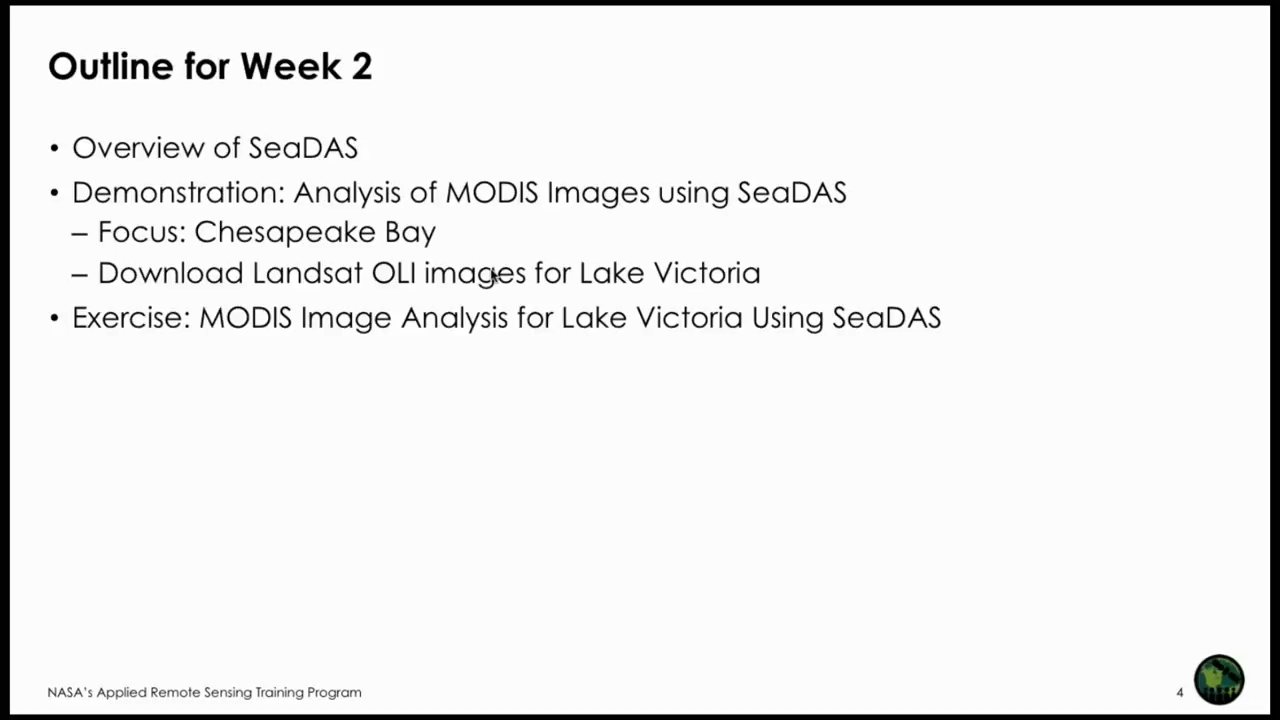 Outline for Week 2
• Overview of SeaDAS
• Demonstration: Analysis of MODIS Images using SeaDAS
– Focus: Chesapeake Bay
– Download Landsat OLI images for Lake Victoria
• Exercise: MODIS Image Analysis for Lake Victoria Using SeaDAS
NASA's Applied Remote Sensing Training Program
4